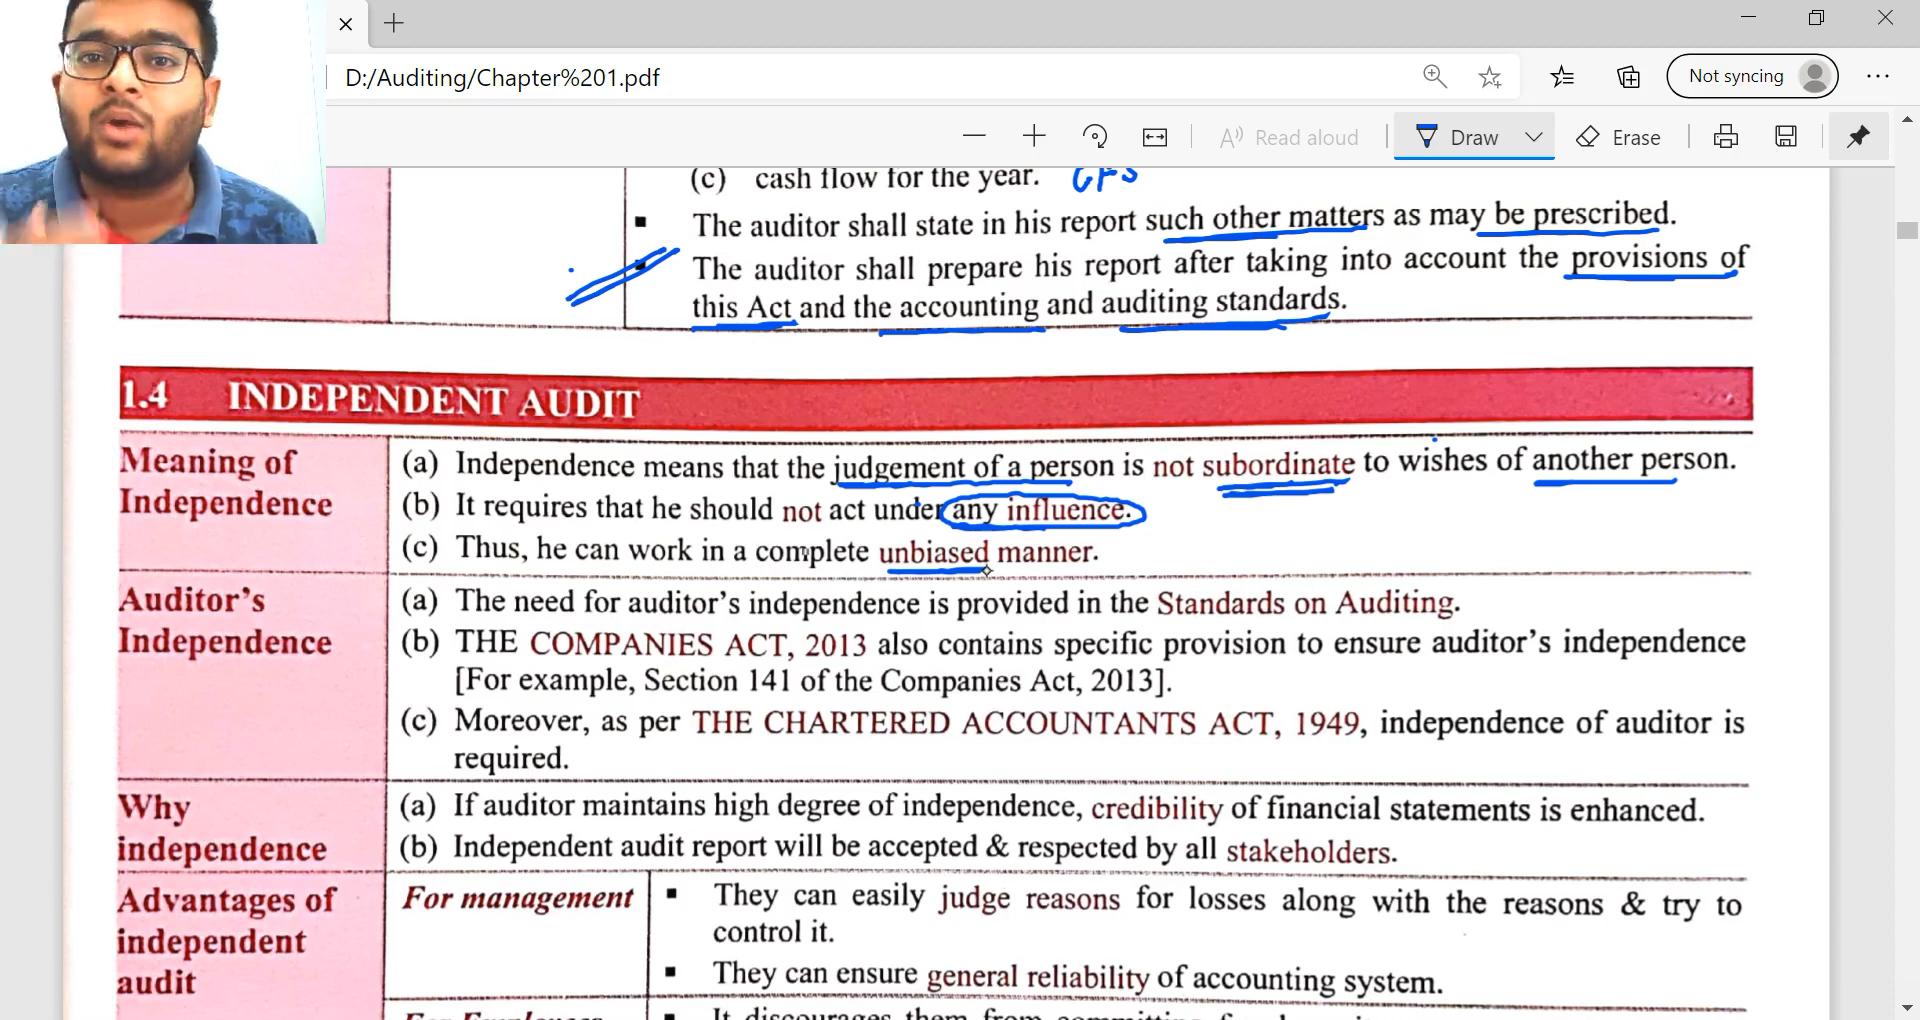 D:/Auditing/Chapter%201.pdf
Not syncing
Read aloud
Draw
Erase
(c) cash flow for the year. CFS
▪ The auditor shall state in his report such other matters as may be prescribed.
▪ The auditor shall prepare his report after taking into account the provisions of
this Act and the accounting and auditing standards.
1.4 INDEPENDENT AUDIT
Meaning of
Independence
(a) Independence means that the judgement of a person is not subordinate to wishes of another person.
(b) It requires that he should not act under any influence.
(c) Thus, he can work in a complete unbiased manner.
Auditor's
Independence
(a) The need for auditor's independence is provided in the Standards on Auditing.
(b) THE COMPANIES ACT, 2013 also contains specific provision to ensure auditor's independence
[For example, Section 141 of the Companies Act, 2013].
(c) Moreover, as per THE CHARTERED ACCOUNTANTS ACT, 1949, independence of auditor is
required.
Why
independence
(a) If auditor maintains high degree of independence, credibility of financial statements is enhanced.
(b) Independent audit report will be accepted & respected by all stakeholders.
Advantages of
independent
audit
For management
▪ They can easily judge reasons for losses along with the reasons & try to
control it.
▪ They can ensure general reliability of accounting system.
For Employees
▪ It discourages them from committing